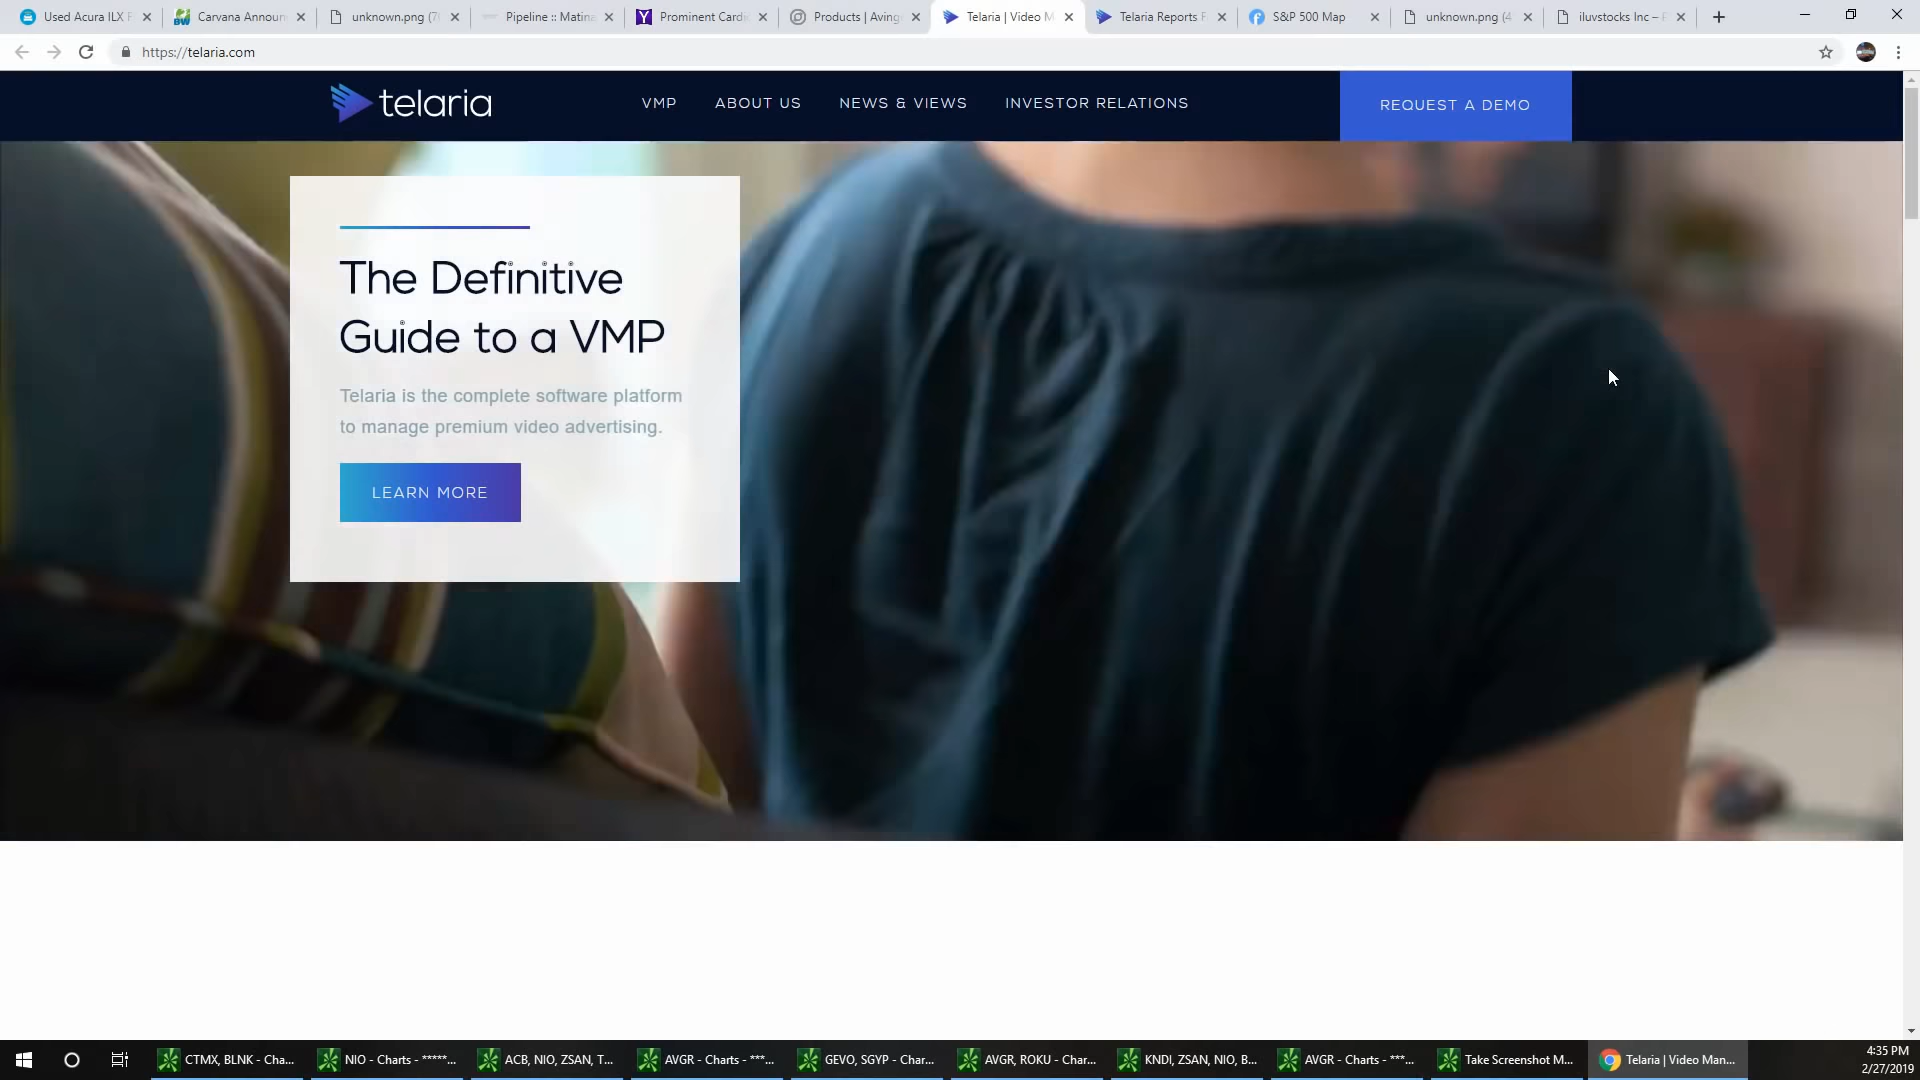 Used Acura ILX F
Carvana Announ
unknown.png (7
Pipeline :: Matina
Prominent Cardi
Products | Aving
Telaria | Video M
Telaria Reports F
S&P 500 Map
unknown.png (4
iluvstocks Inc –
https://telaria.com
telaria
VMP
ABOUT US
NEWS & VIEWS
INVESTOR RELATIONS
REQUEST A DEMO
The Definitive
Guide to a VMP
Telaria is the complete software platform
to manage premium video advertising.
LEARN MORE
CTMX, BLNK - Cha...
NIO - Charts - *****...
ACB, NIO, ZSAN, T...
AVGR - Charts - ***...
GEVO, SGYP - Char...
AVGR, ROKU - Char...
KNDI, ZSAN, NIO, B...
AVGR - Charts - ***...
Take Screenshot M...
Telaria | Video Man...
4:35 PM
2/27/2019